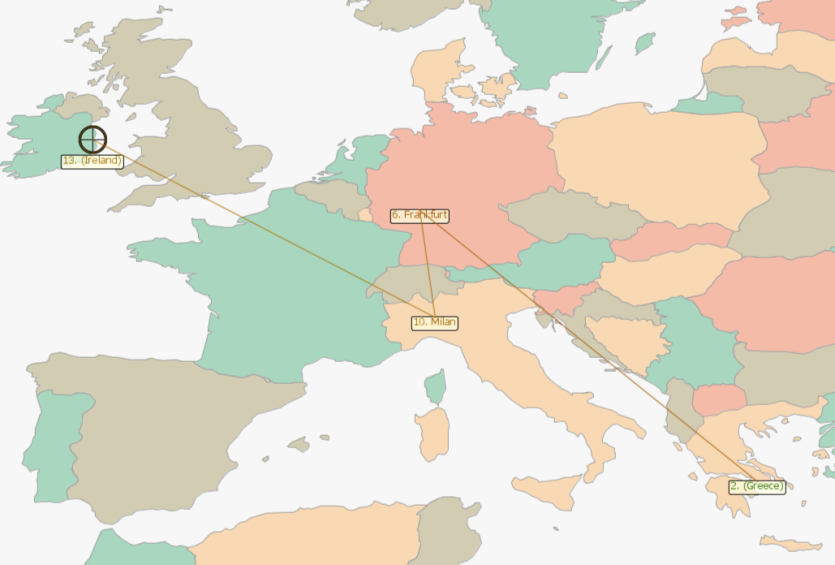 13. (Ireland)
6. Frankfurt
10. Milan
2. (Greece)